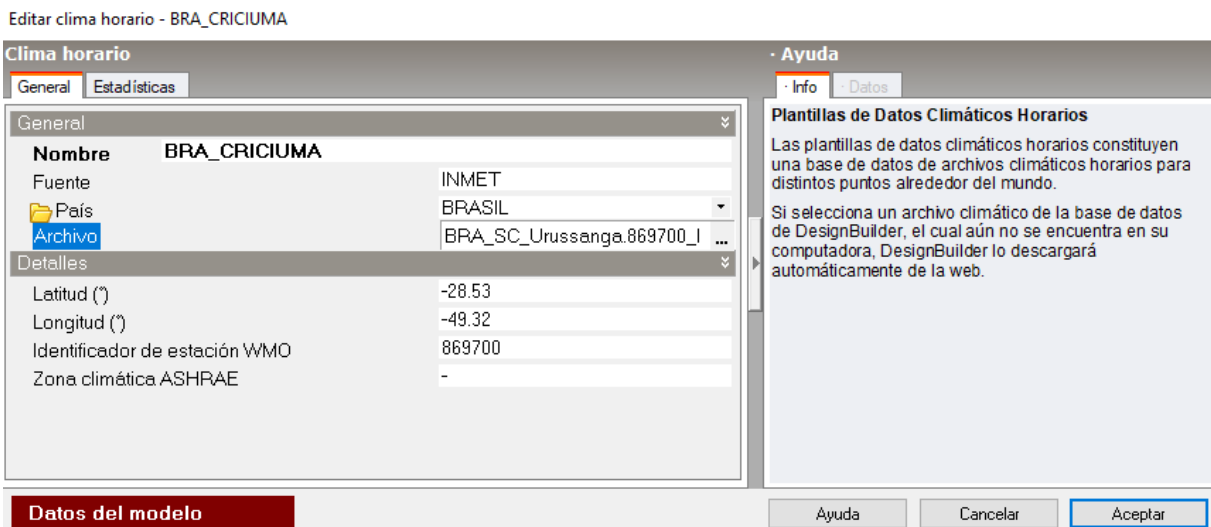 Editar clima horario - BRA_CRICIUMA
Clima horario
General Estadísticas
General
Nombre BRA_CRICIUMA
Fuente INMET
País BRASIL
Archivo BRA_SC_Urussanga.869700_I ...
Detalles
Latitud (°) -28.53
Longitud (°) -49.32
Identificador de estación WMO 869700
Zona climática ASHRAE -
· Ayuda
· Info · Datos
Plantillas de Datos Climáticos Horarios
Las plantillas de datos climáticos horarios constituyen
una base de datos de archivos climáticos horarios para
distintos puntos alrededor del mundo.
Si selecciona un archivo climático de la base de datos
de DesignBuilder, el cual aún no se encuentra en su
computadora, DesignBuilder lo descargará
automáticamente de la web.
Datos del modelo
Ayuda Cancelar Aceptar